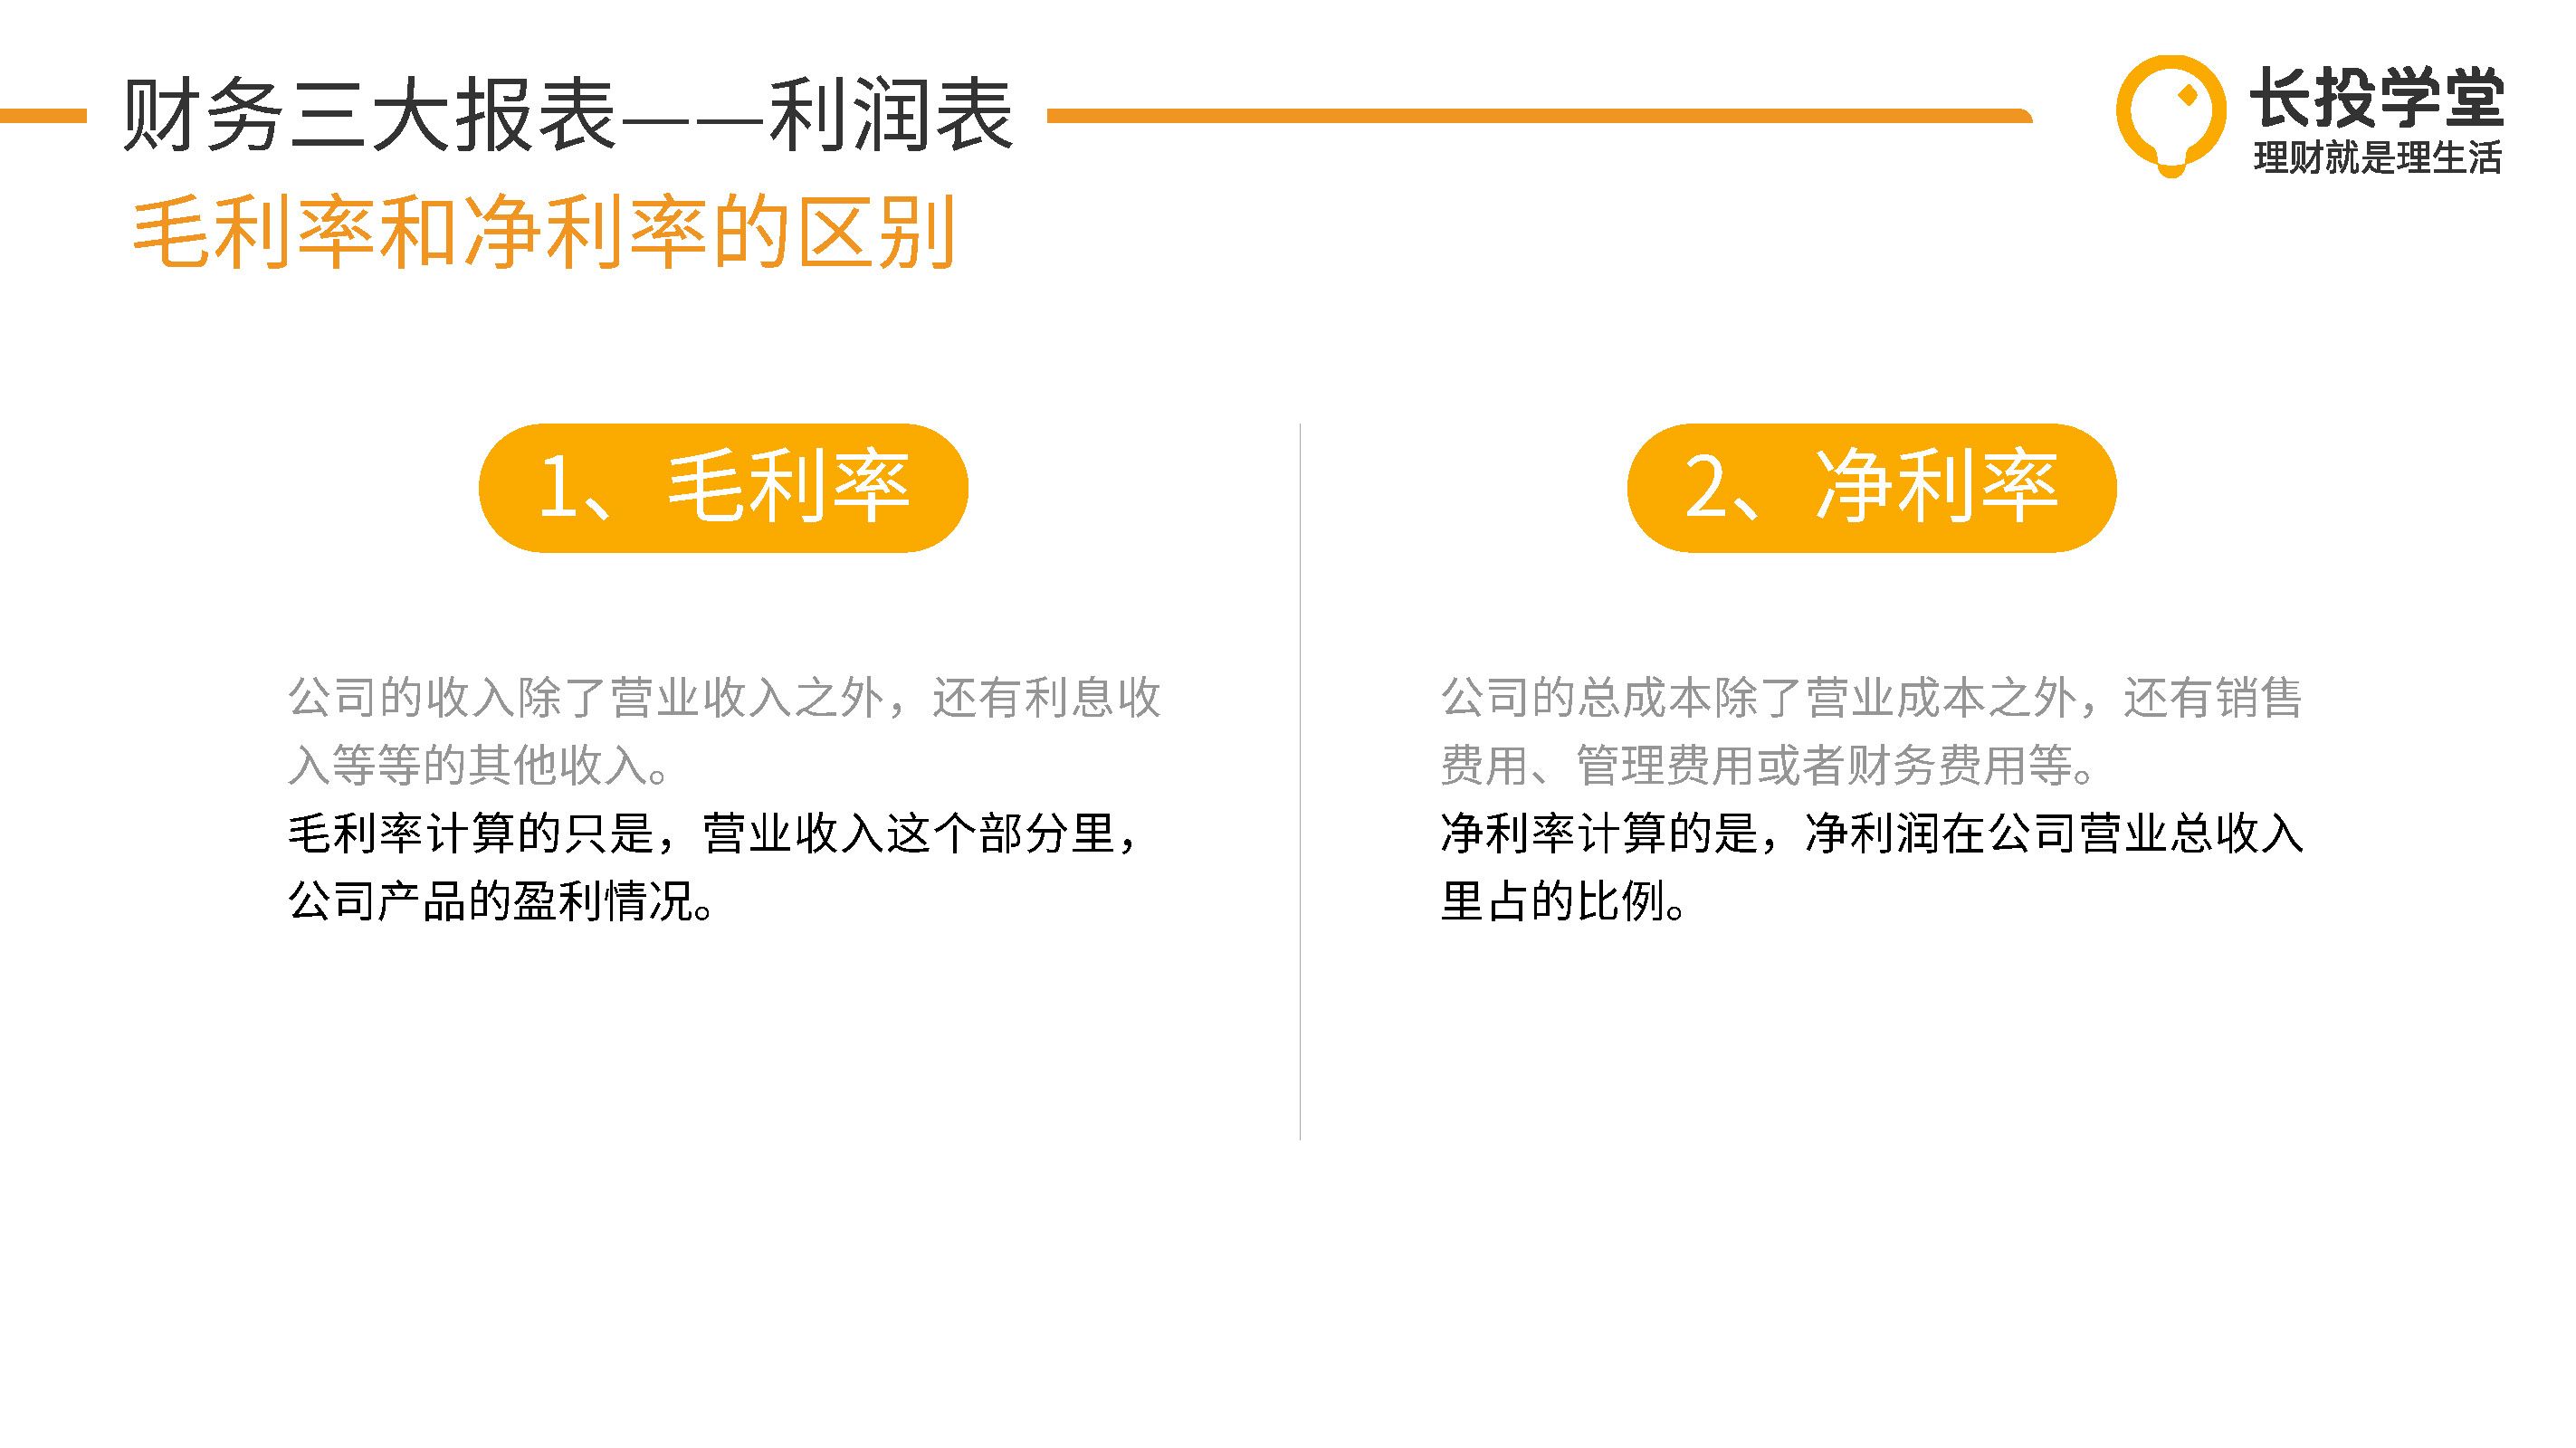 财务三大报表——利润表
长投学堂
理财就是理生活
毛利率和净利率的区别
1、 毛利率
公司的收入除了营业收入之外，还有利息收
入等等的其他收入。
毛利率计算的只是，营业收入这个部分里，
公司产品的盈利情况。
2、 净利率
公司的总成本除了营业成本之外，还有销售
费用、管理费用或者财务费用等。
净利率计算的是，净利润在公司营业总收入
里占的比例。